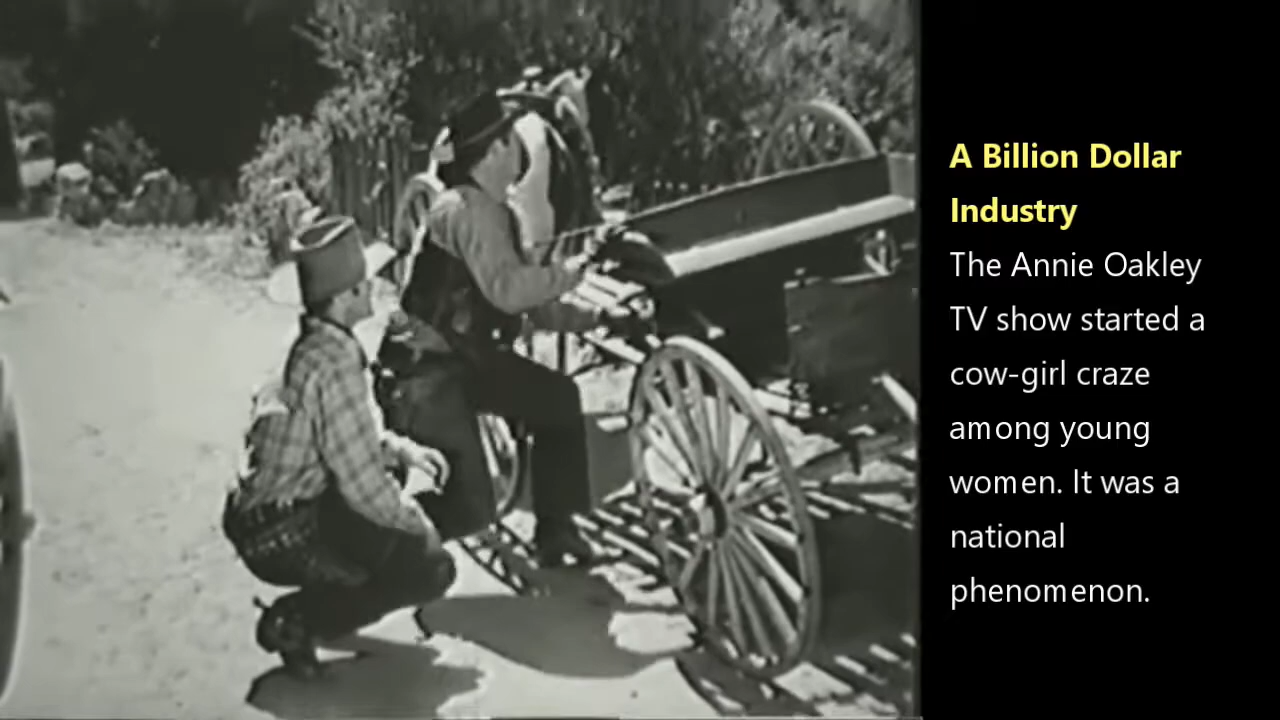 A Billion Dollar
Industry
The Annie Oakley
TV show started a
cow-girl craze
among young
women. It was a
national
phenomenon.